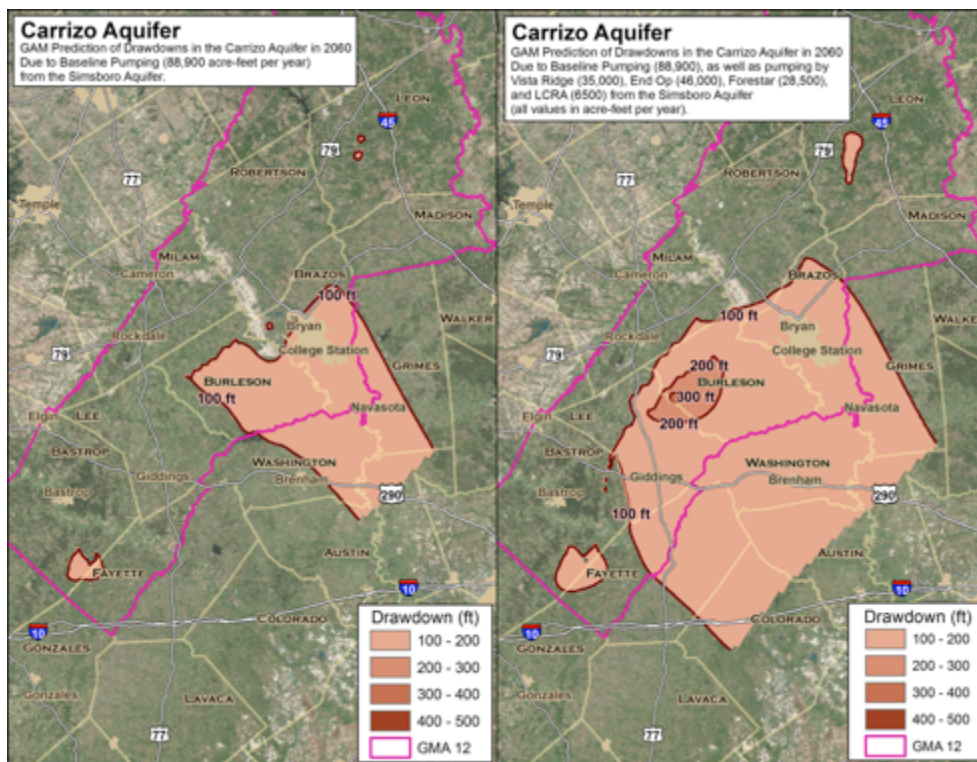 Carrizo Aquifer
GAM Prediction of Drawdowns in the Carrizo Aquifer in 2060
Due to Baseline Pumping (88,900 acre-feet per year)
from the Simsboro Aquifer.
LEON
45
79
77
ROBERTSON
Temple
MADISON
MILAM
Cameron
BRAZOS
100 ft
WALKER
Rockdale
Bryan
79
College Station
GRIMES
BURLESON
100 ft
Navasota
Elgin
LEE
BASTROP
WASHINGTON
Giddings
Brenham
Bastrop
290
AUSTIN
FAYETTE
10
COLORADO
10
GONZALES
Gonzales
LAVACA
77
Drawdown (ft)
100 - 200
200 - 300
300 - 400
400 - 500
GMA 12
Carrizo Aquifer
GAM Prediction of Drawdowns in the Carrizo Aquifer in 2060
Due to Baseline Pumping (88,900), as well as pumping by
Vista Ridge (35,000), End Op (46,000), Forestar (28,500),
and LCRA (6500) from the Simsboro Aquifer
(all values in acre-feet per year).
LEON
45
79
77
ROBERTSON
Temple
MADISON
MILAM
Cameron
BRAZOS
100 ft
WALKER
Rockdale
Bryan
79
College Station
200 ft
GRIMES
BURLESON
300 ft
Navasota
200 ft
Elgin
LEE
BASTROP
WASHINGTON
Giddings
Brenham
Bastrop
290
100 ft
AUSTIN
FAYETTE
10
COLORADO
10
GONZALES
Gonzales
LAVACA
77
Drawdown (ft)
100 - 200
200 - 300
300 - 400
400 - 500
GMA 12